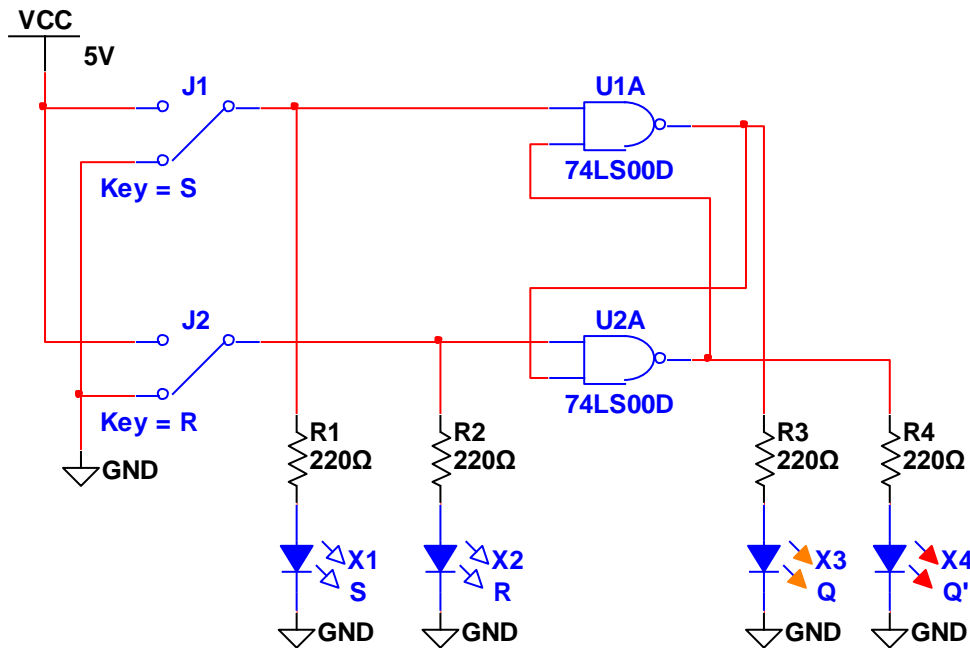 VCC
5V
J1
Key = S
U1A
74LS00D
J2
Key = R
U2A
74LS00D
GND
R1
220Ω
R2
220Ω
R3
220Ω
R4
220Ω
X1
S
X2
R
X3
Q
X4
Q'
GND
GND
GND
GND